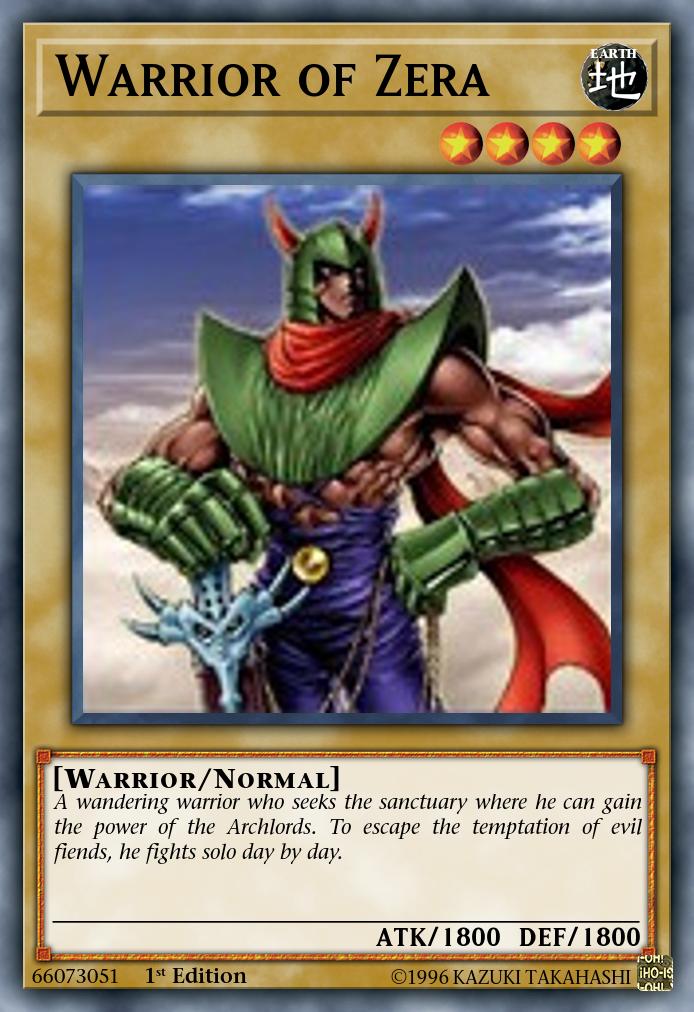 Warrior of Zera
EARTH
地
[Warrior/Normal]
A wandering warrior who seeks the sanctuary where he can gain
the power of the Archlords. To escape the temptation of evil
fiends, he fights solo day by day.
ATK/1800 DEF/1800
66073051 1st Edition ©1996 KAZUKI TAKAHASHI